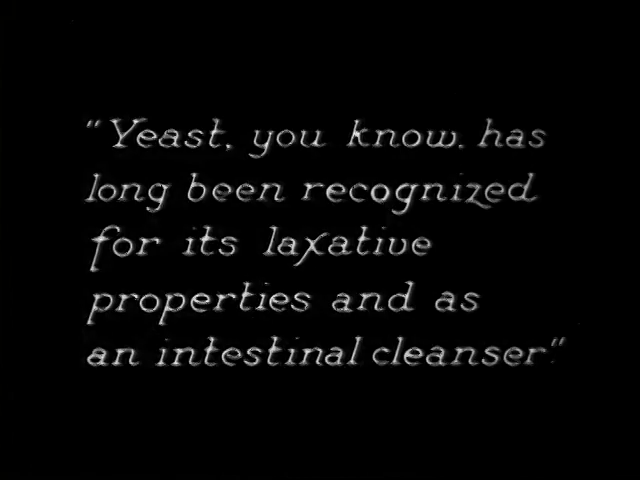 "Yeast, you know, has
long been recognized
for its laxative
properties and as
an intestinal cleanser."